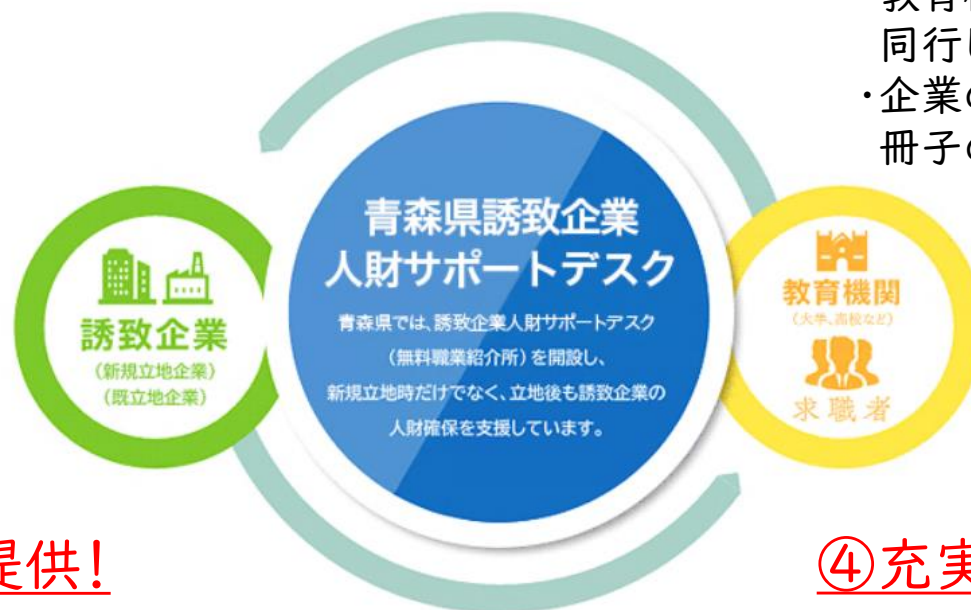 同行
・企業の
冊子の
青森県誘致企業
人財サポートデスク
青森県では、誘致企業人財サポートデスク
（無料職業紹介所）を開設し、
新規立地時だけでなく、立地後も誘致企業の
人財確保を支援しています。
誘致企業
（新規立地企業）
（既立地企業）
教育機関
（大学、高校など）
求職者
提供！
④充実